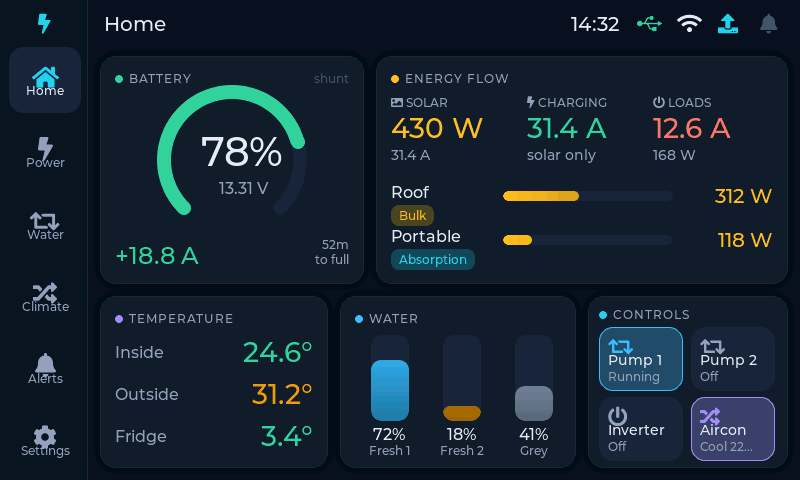 Home
14:32
Home
Power
Water
Climate
Alerts
Settings
BATTERY
shunt
78%
13.31 V
+18.8 A
52m
to full
ENERGY FLOW
SOLAR
430 W
31.4 A
CHARGING
31.4 A
solar only
LOADS
12.6 A
168 W
Roof
Bulk
312 W
Portable
Absorption
118 W
TEMPERATURE
Inside 24.6°
Outside 31.2°
Fridge 3.4°
WATER
72%
Fresh 1
18%
Fresh 2
41%
Grey
CONTROLS
Pump 1
Running
Pump 2
Off
Inverter
Off
Aircon
Cool 22...